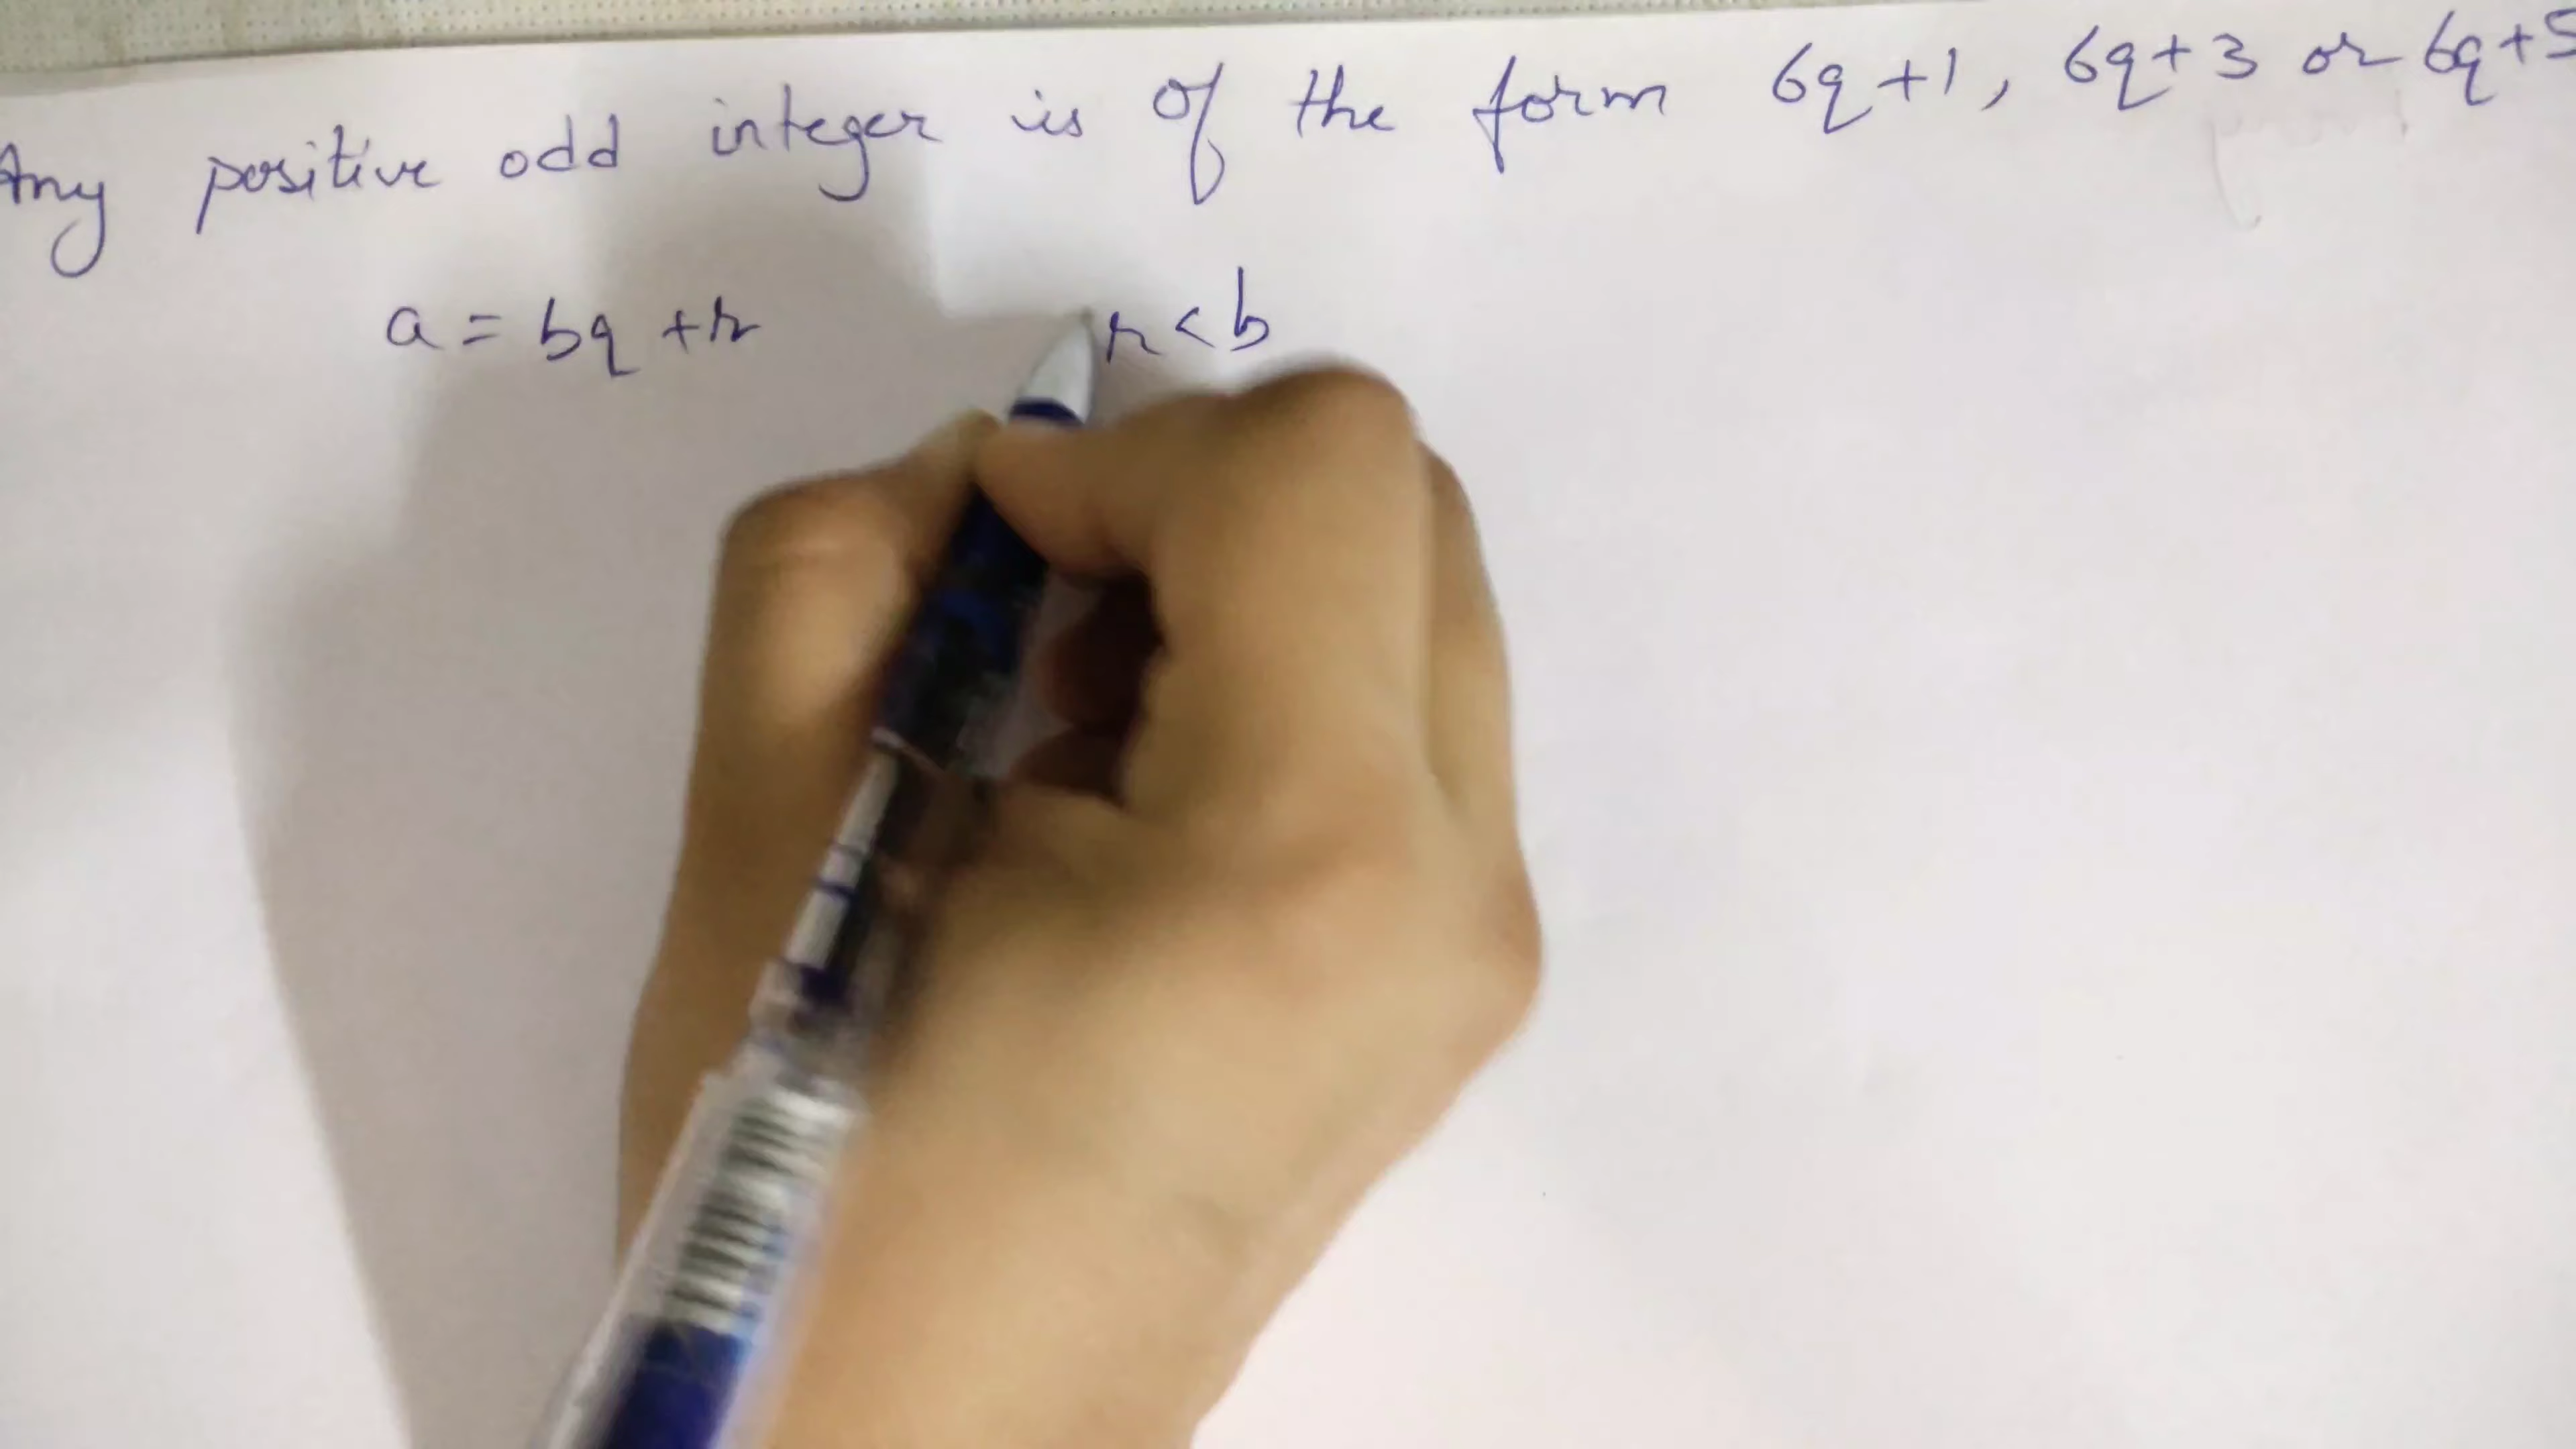 Any positive odd integer is of the form 6q+1, 6q+3 or 6q+5
a = bq + r r < b